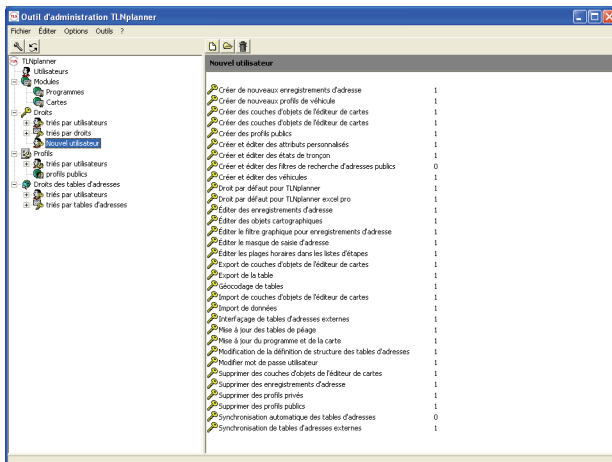 Outil d'administration TLNplanner
Fichier Éditer Options Outils ?
TLNplanner
Utilisateurs
Modules
Programmes
Cartes
Droits
triés par utilisateurs
triés par droits
Nouvel utilisateur
Profils
triés par utilisateurs
profils publics
Droits des tables d'adresses
triés par utilisateurs
triés par tables d'adresses
Nouvel utilisateur
Créer de nouveaux enregistrements d'adresse 1
Créer de nouveaux profils de véhicule 1
Créer des couches d'objets de l'éditeur de cartes 1
Créer des couches d'objets de l'éditeur de cartes 1
Créer des profils publics 1
Créer et éditer des attributs personnalisés 1
Créer et éditer des états de tronçon 1
Créer et éditer des filtres de recherche d'adresses publics 0
Créer et éditer des véhicules 1
Droit par défaut pour TLNplanner 1
Droit par défaut pour TLNplanner excel pro 1
Éditer des enregistrements d'adresse 1
Éditer des objets cartographiques 1
Éditer le filtre graphique pour enregistrements d'adresse 1
Éditer le masque de saisie d'adresse 1
Éditer les plages horaires dans les listes d'étapes 1
Export de couches d'objets de l'éditeur de cartes 1
Export de la table 1
Géocodage de tables 1
Import de couches d'objets de l'éditeur de cartes 1
Import de données 1
Interfaçage de tables d'adresses externes 1
Mise à jour des tables de péage 1
Mise à jour du programme et de la carte 1
Modification de la définition de structure des tables d'adresses 1
Modifier mot de passe utilisateur 1
Supprimer des couches d'objets de l'éditeur de cartes 1
Supprimer des enregistrements d'adresse 1
Supprimer des profils privés 1
Supprimer des profils publics 1
Synchronisation automatique des tables d'adresses 0
Synchronisation de tables d'adresses externes 1